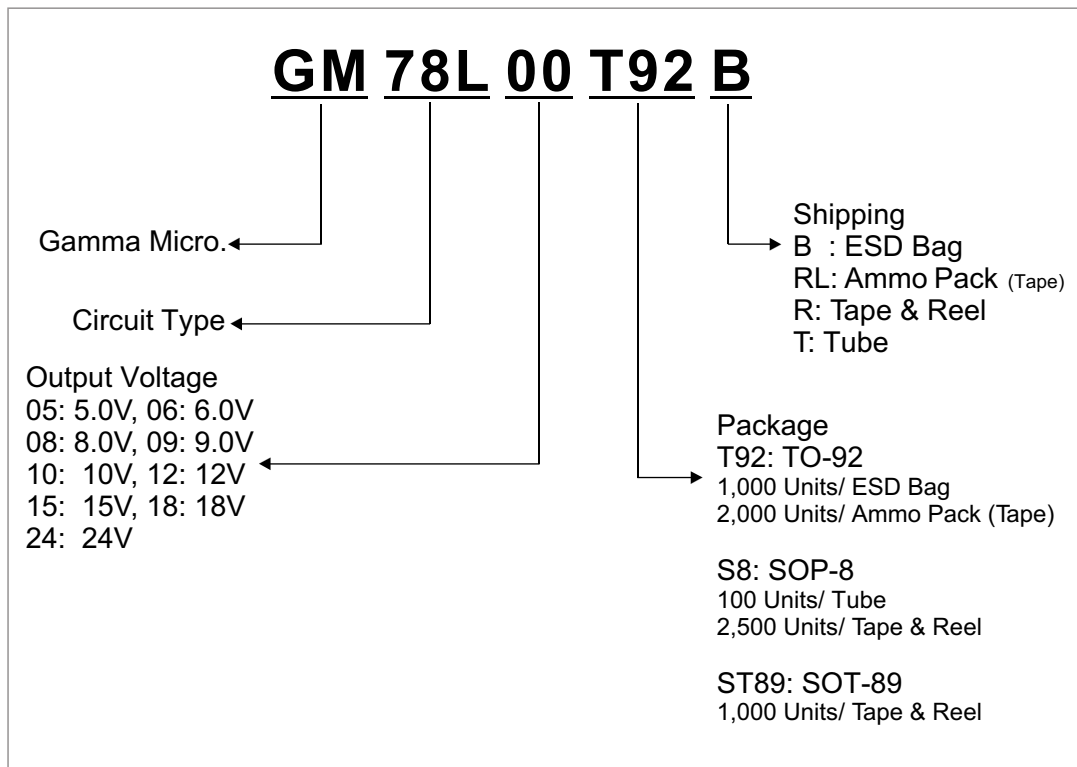 GM 78L 00 T92 B
Gamma Micro.
Circuit Type
Output Voltage
05: 5.0V, 06: 6.0V
08: 8.0V, 09: 9.0V
10: 10V, 12: 12V
15: 15V, 18: 18V
24: 24V
Shipping
B : ESD Bag
RL: Ammo Pack (Tape)
R: Tape & Reel
T: Tube
Package
T92: TO-92
1,000 Units/ ESD Bag
2,000 Units/ Ammo Pack (Tape)
S8: SOP-8
100 Units/ Tube
2,500 Units/ Tape & Reel
ST89: SOT-89
1,000 Units/ Tape & Reel